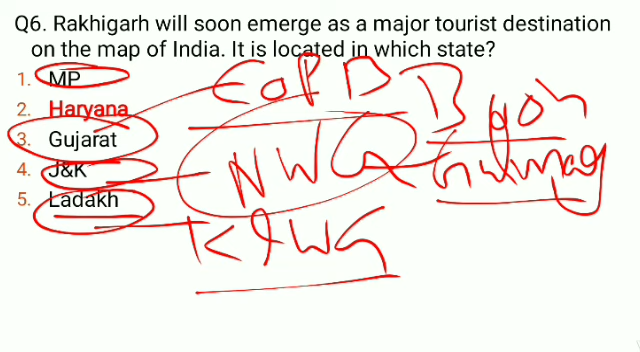 Q6. Rakhigarh will soon emerge as a major tourist destination
on the map of India. It is located in which state?
1. MP
2. Haryana
3. Gujarat
4. J&K
5. Ladakh
NWG